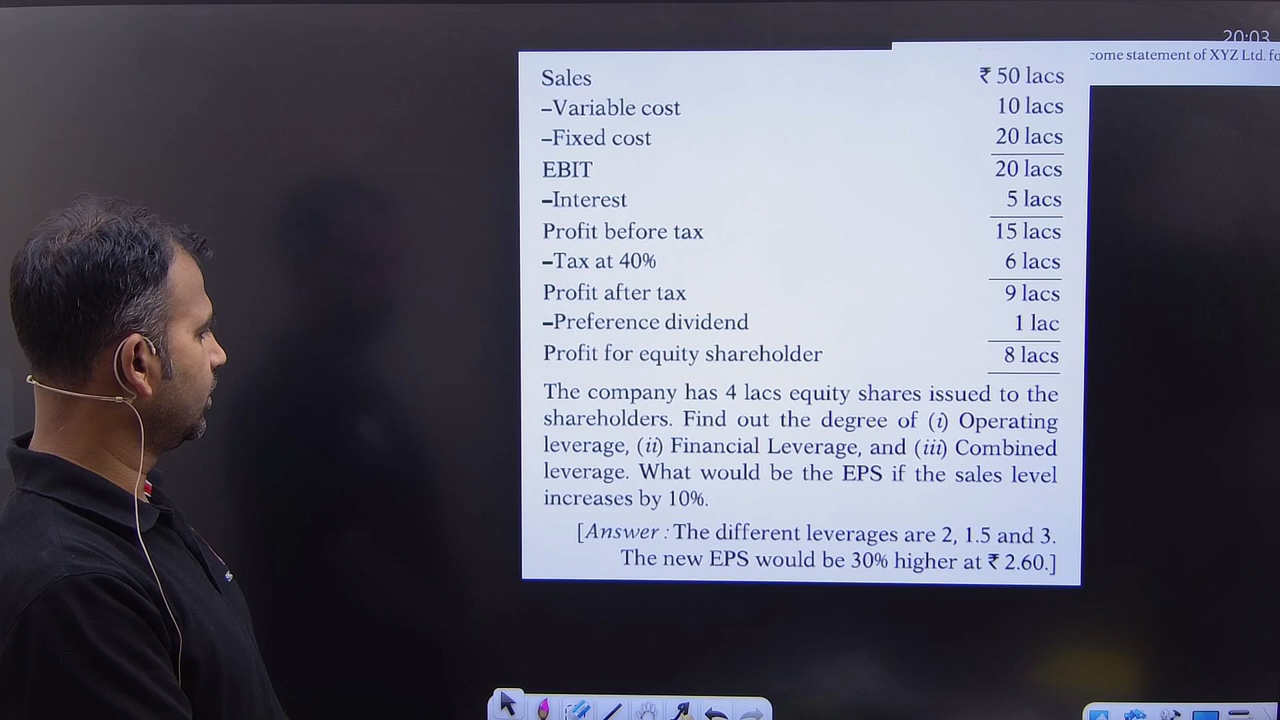 20:03
come statement of XYZ Ltd. fo
Sales ₹ 50 lacs
–Variable cost 10 lacs
–Fixed cost 20 lacs
EBIT 20 lacs
–Interest 5 lacs
Profit before tax 15 lacs
–Tax at 40% 6 lacs
Profit after tax 9 lacs
–Preference dividend 1 lac
Profit for equity shareholder 8 lacs
The company has 4 lacs equity shares issued to the
shareholders. Find out the degree of (i) Operating
leverage, (ii) Financial Leverage, and (iii) Combined
leverage. What would be the EPS if the sales level
increases by 10%.
[Answer : The different leverages are 2, 1.5 and 3.
The new EPS would be 30% higher at ₹ 2.60.]